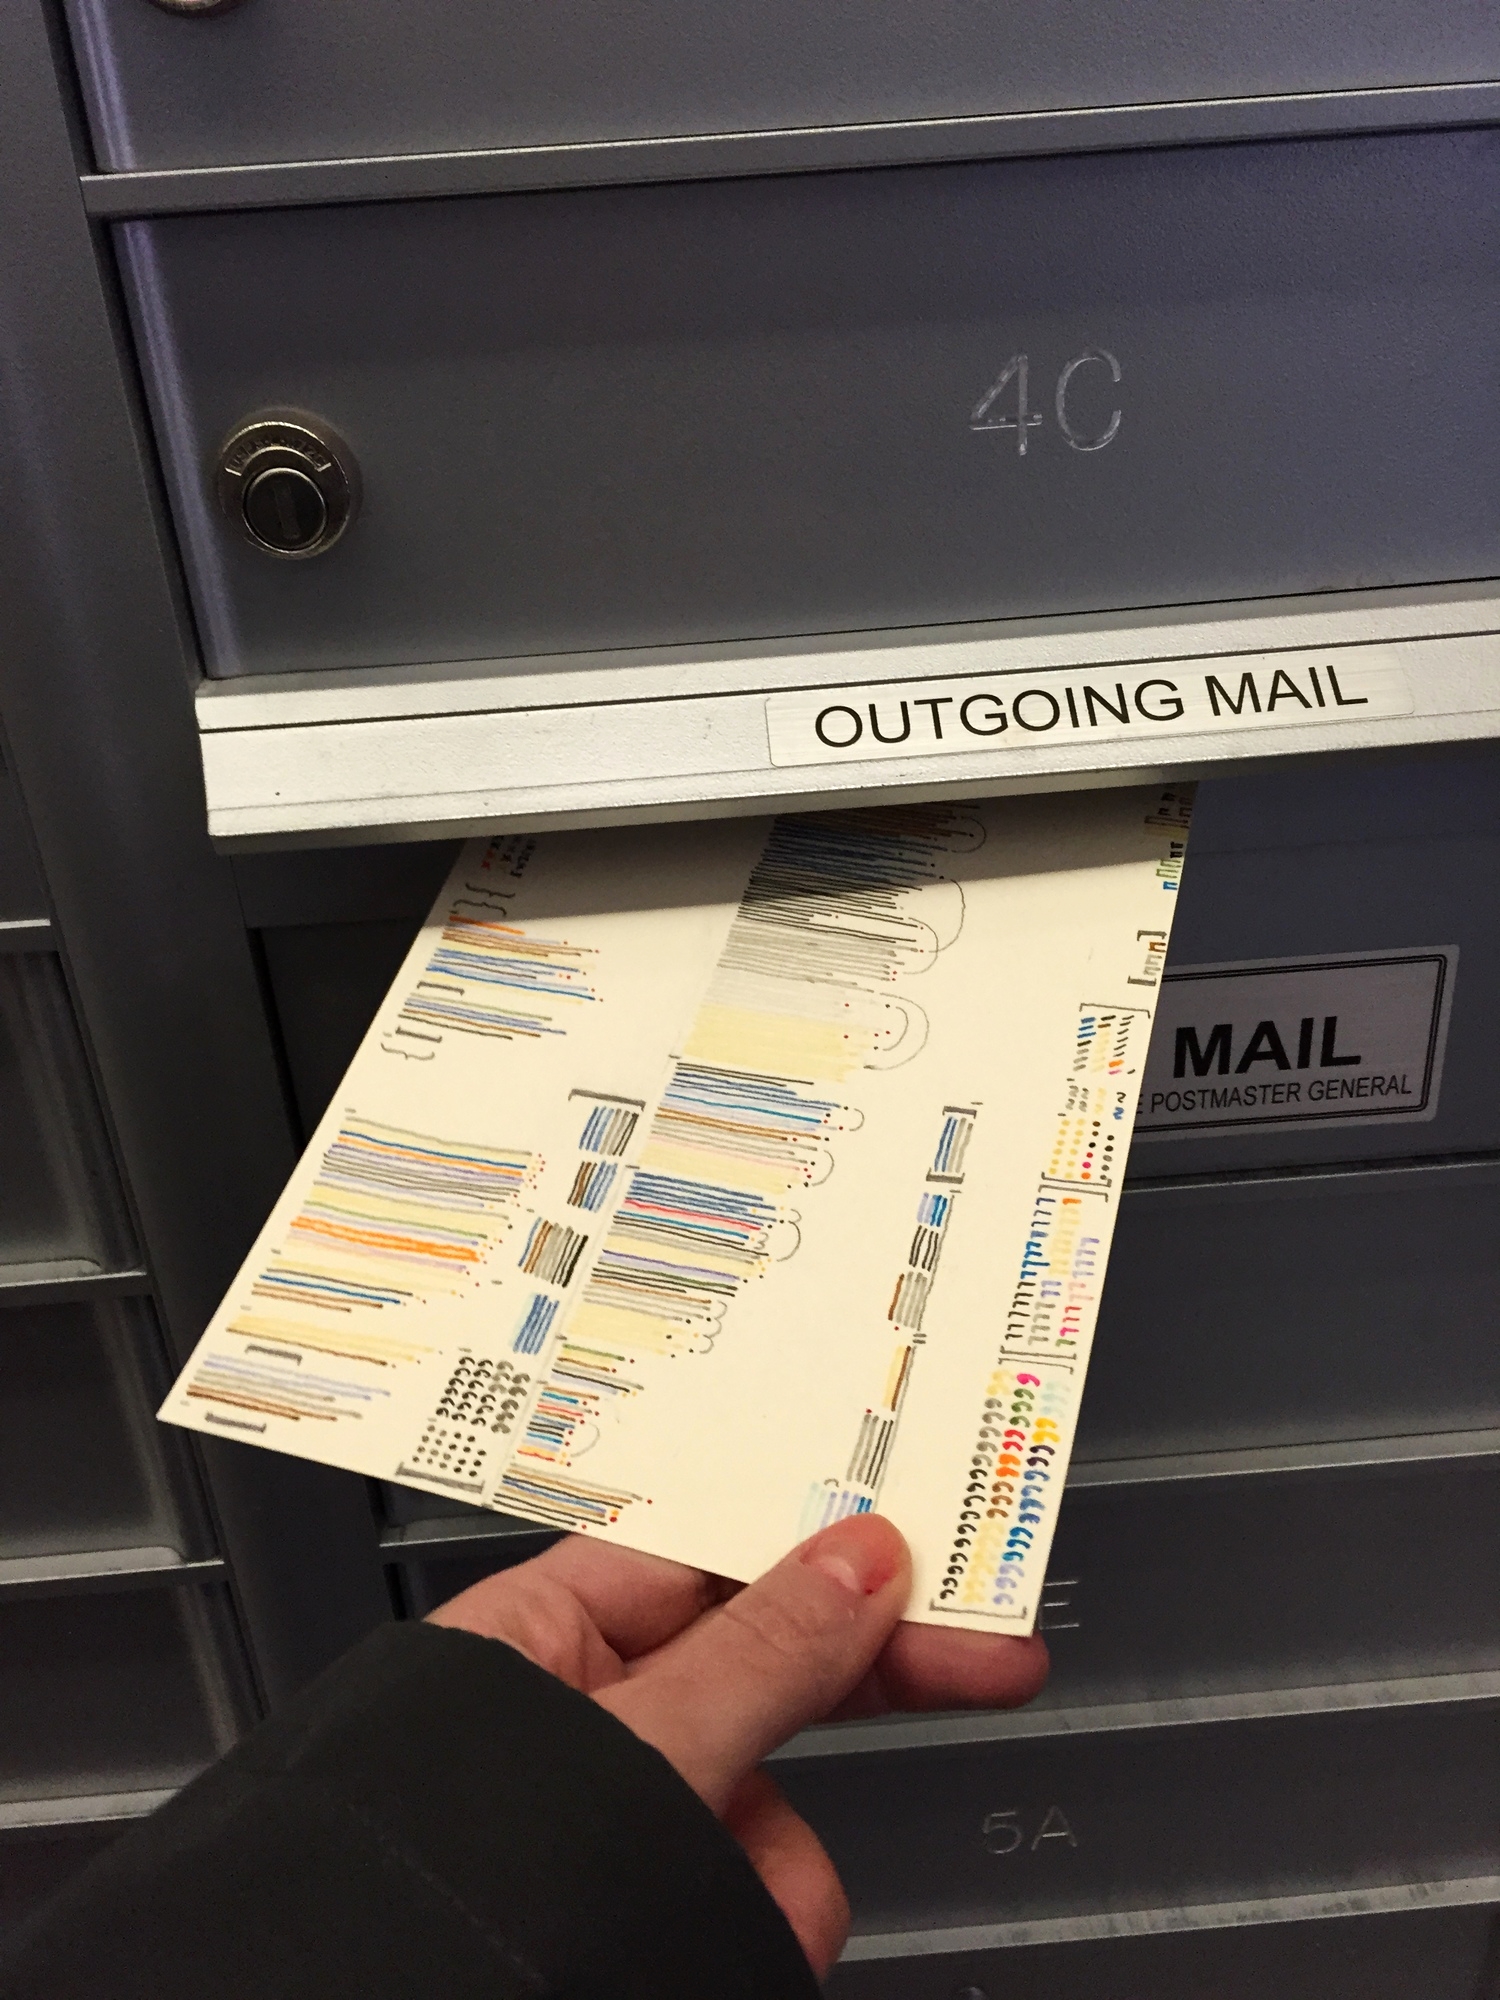 4C
OUTGOING MAIL
MAIL
POSTMASTER GENERAL
E
5A